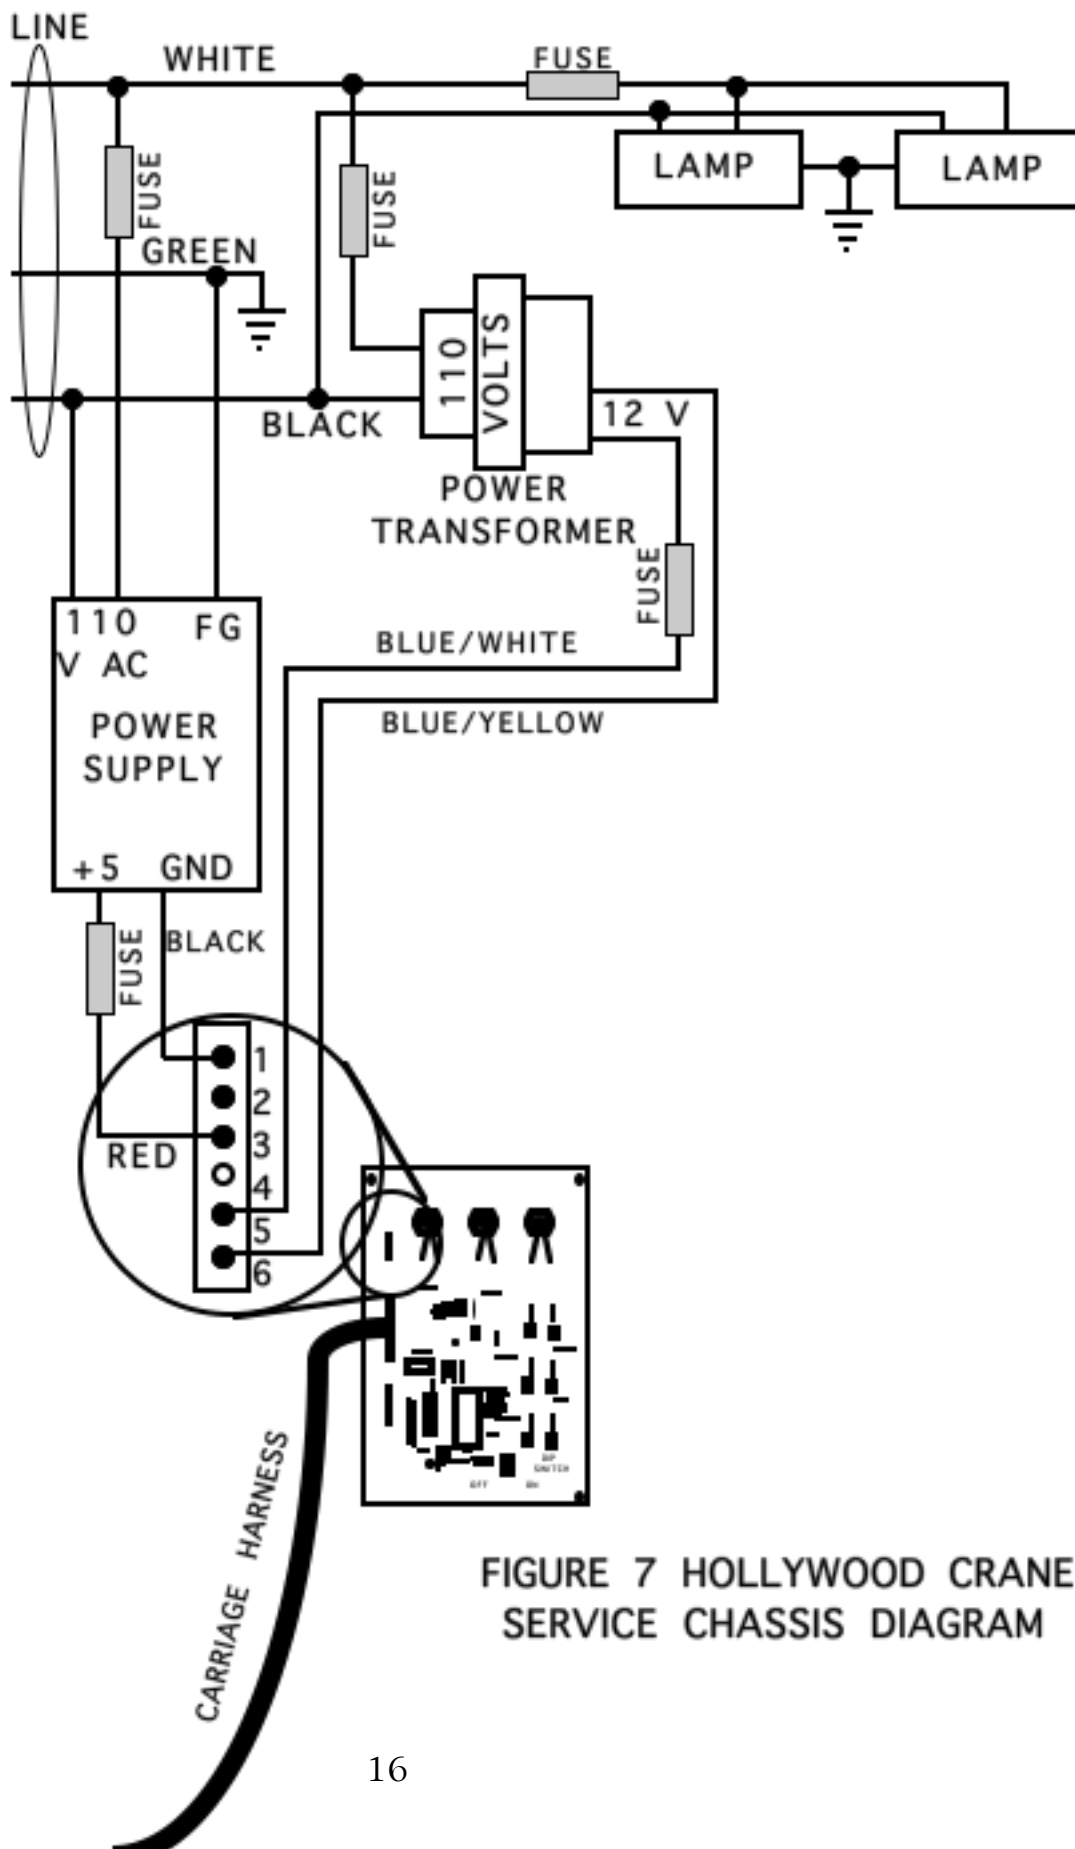 LINE
WHITE
FUSE
LAMP
LAMP
FUSE
FUSE
GREEN
110
VOLTS
12 V
BLACK
POWER
TRANSFORMER
FUSE
110
V AC
FG
BLUE/WHITE
POWER
SUPPLY
BLUE/YELLOW
+5
GND
FUSE
BLACK
1
2
3
RED
4
5
6
SWITCH
OFF
CARRIAGE HARNESS
FIGURE 7 HOLLYWOOD CRANE
SERVICE CHASSIS DIAGRAM
16